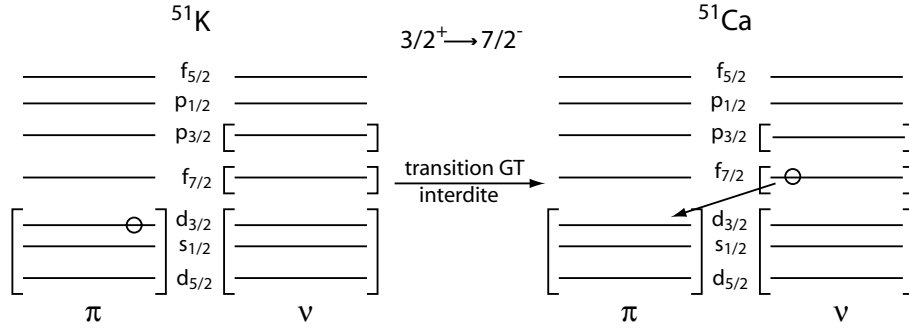 51K
51Ca
3/2+ ⟶ 7/2-
f5/2
p1/2
p3/2
f7/2
d3/2
s1/2
d5/2
π
ν
transition GT
interdite
f5/2
p1/2
p3/2
f7/2
d3/2
s1/2
d5/2
π
ν